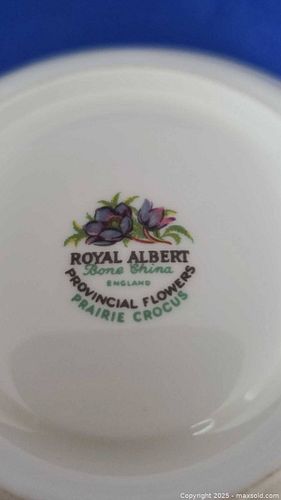 ROYAL ALBERT
Bone China
ENGLAND
PROVINCIAL FLOWERS
PRAIRIE CROCUS
Copyright 2025 - maxsold.com